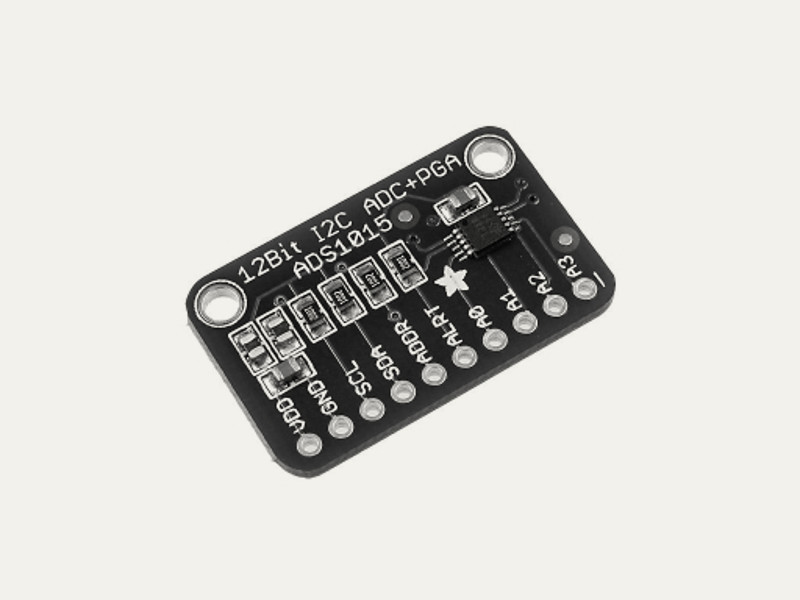 12Bit I2C ADC+PGA
ADS1015
VDD
GND
SCL
SDA
ADDR
ALRT
A0
A1
A2
A3